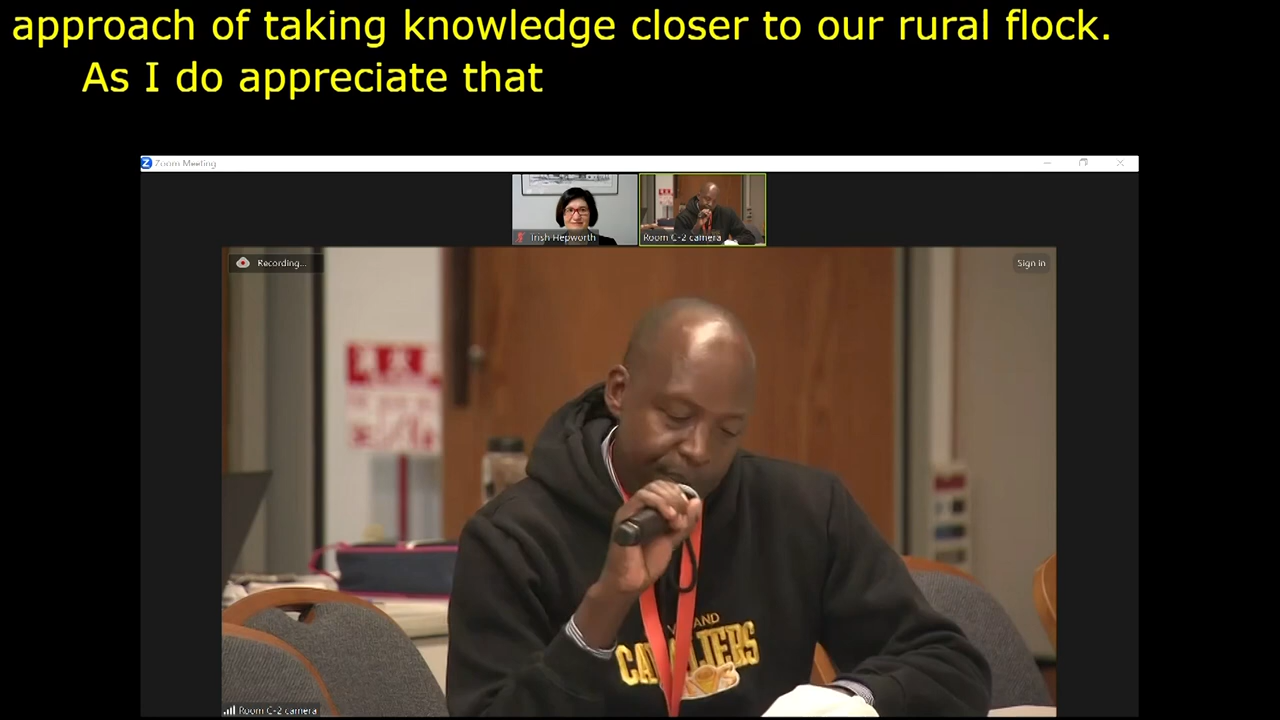 approach of taking knowledge closer to our rural flock.
As I do appreciate that
Zoom Meeting
Irish Hepworth
Room C-2 camera
Recording...
Sign in
CAVALIERS
Room C-2 camera